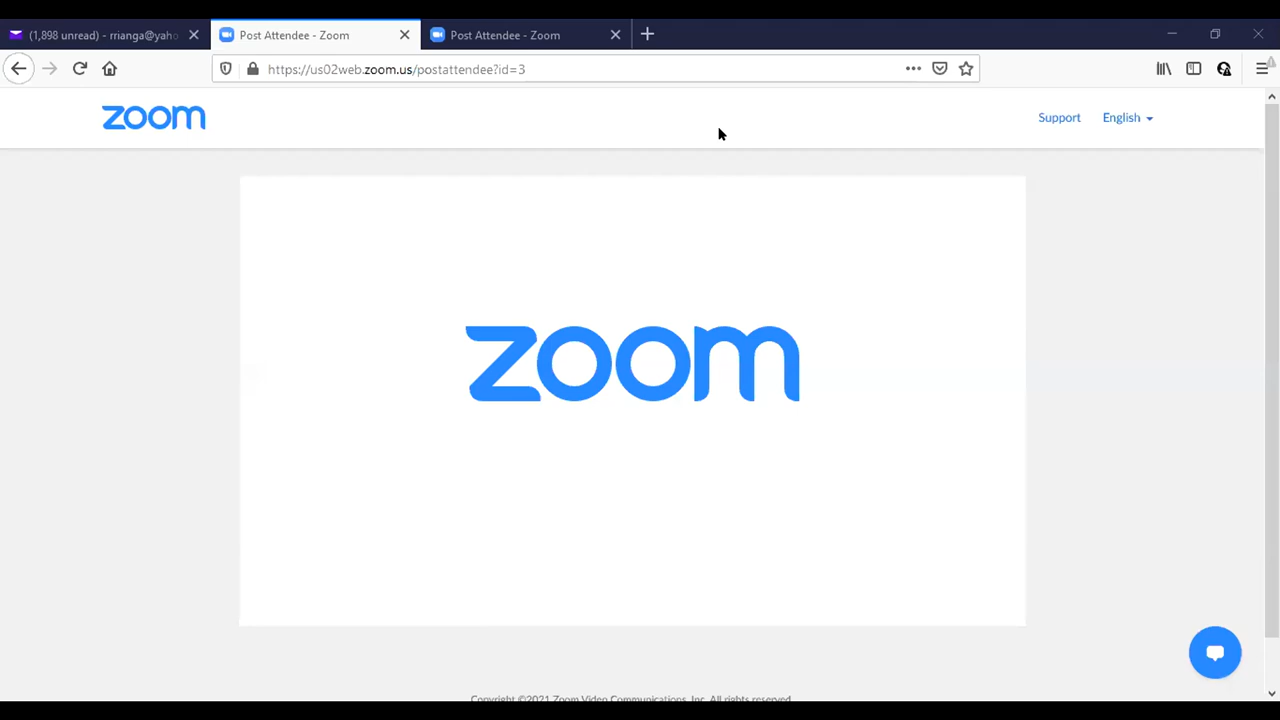 (1,898 unread) - rrianga@yaho
Post Attendee - Zoom
Post Attendee - Zoom
https://us02web.zoom.us/postattendee?id=3
zoom
Support
English
zoom
Copyright ©2021 Zoom Video Communications, Inc. All rights reserved.